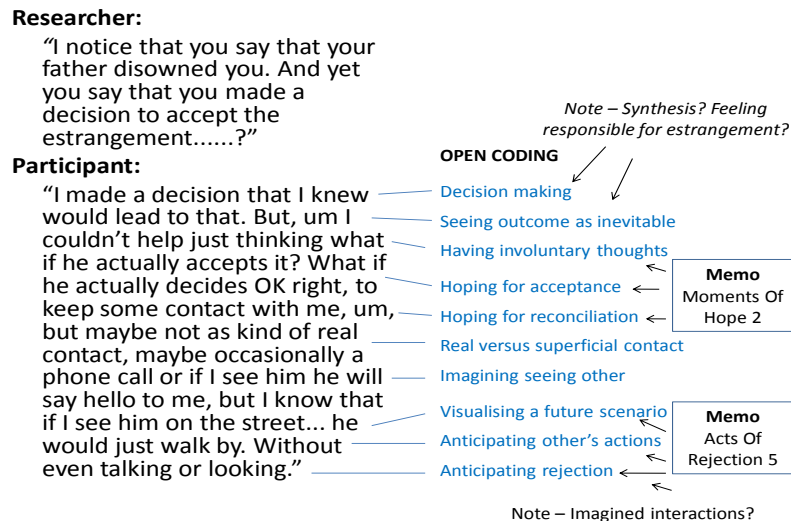 Researcher:
“I notice that you say that your
father disowned you. And yet
you say that you made a
decision to accept the
estrangement......?”
Participant:
“I made a decision that I knew
would lead to that. But, um I
couldn’t help just thinking what
if he actually accepts it? What if
he actually decides OK right, to
keep some contact with me, um,
but maybe not as kind of real
contact, maybe occasionally a
phone call or if I see him he will
say hello to me, but I know that
if I see him on the street... he
would just walk by. Without
even talking or looking.”
Note – Synthesis? Feeling
responsible for estrangement?
OPEN CODING
Decision making
Seeing outcome as inevitable
Having involuntary thoughts
Hoping for acceptance
Hoping for reconciliation
Real versus superficial contact
Imagining seeing other
Visualising a future scenario
Anticipating other’s actions
Anticipating rejection
Memo
Moments Of
Hope 2
Memo
Acts Of
Rejection 5
Note – Imagined interactions?